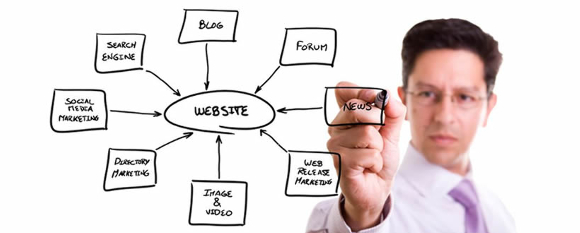 BLOG
SEARCH
ENGINE
FORUM
SOCIAL
MEDIA
MARKETING
WEBSITE
NEWS
DIRECTORY
MARKETING
IMAGE
&
VIDEO
WEB
RELEASE
MARKETING